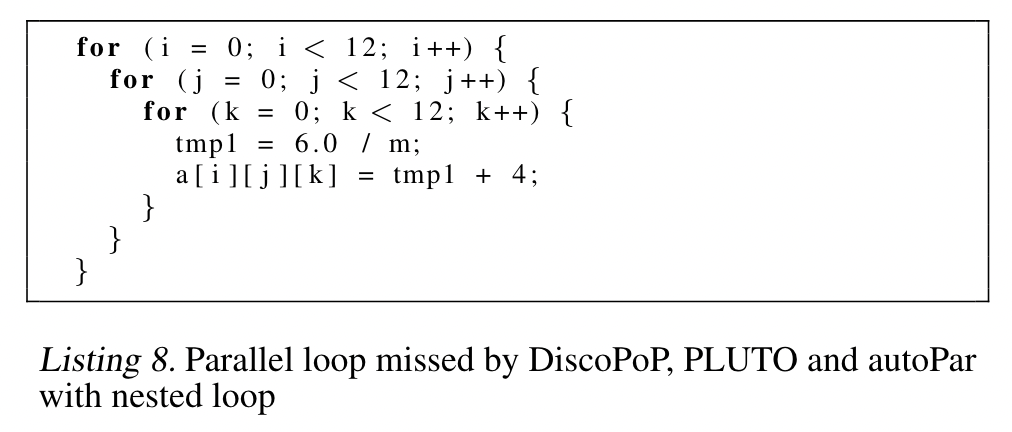 for (i = 0; i < 12; i++) {
for (j = 0; j < 12; j++) {
for (k = 0; k < 12; k++) {
tmp1 = 6.0 / m;
a[i][j][k] = tmp1 + 4;
}
}
}
Listing 8. Parallel loop missed by DiscoPoP, PLUTO and autoPar
with nested loop